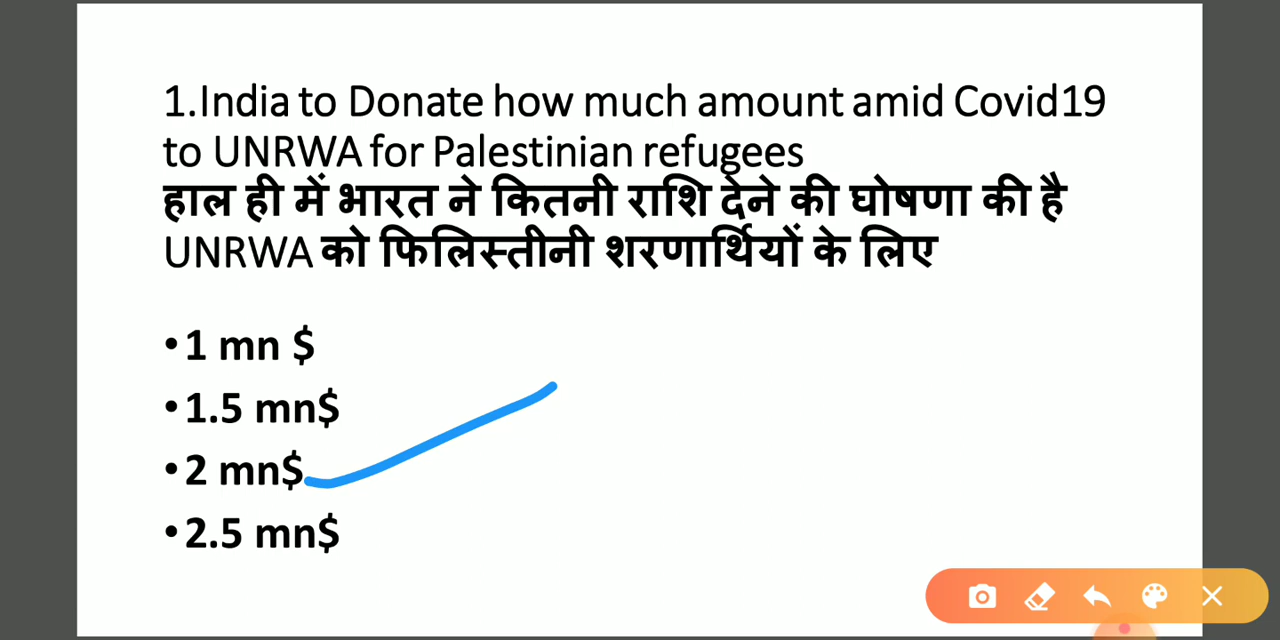 1.India to Donate how much amount amid Covid19
to UNRWA for Palestinian refugees
हाल ही में भारत ने कितनी राशि देने की घोषणा की है
UNRWA को फिलिस्तीनी शरणार्थियों के लिए
•1 mn $
•1.5 mn$
•2 mn$
•2.5 mn$